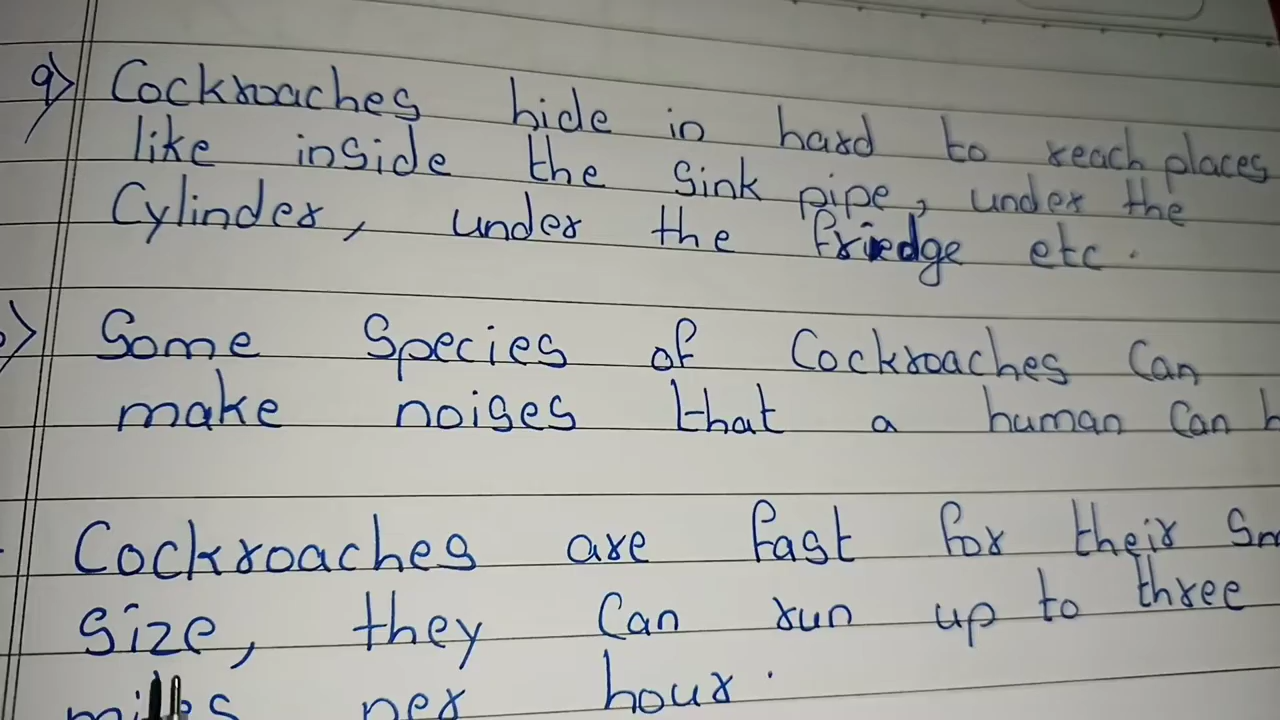 9) Cockroaches hide in hard to reach places
like inside the sink pipe, under the
Cylinder, under the friedge etc.
Some Species of Cockroaches Can
make noises that a human can
Cockroaches are fast for their
size, they can run up to three
per hour.